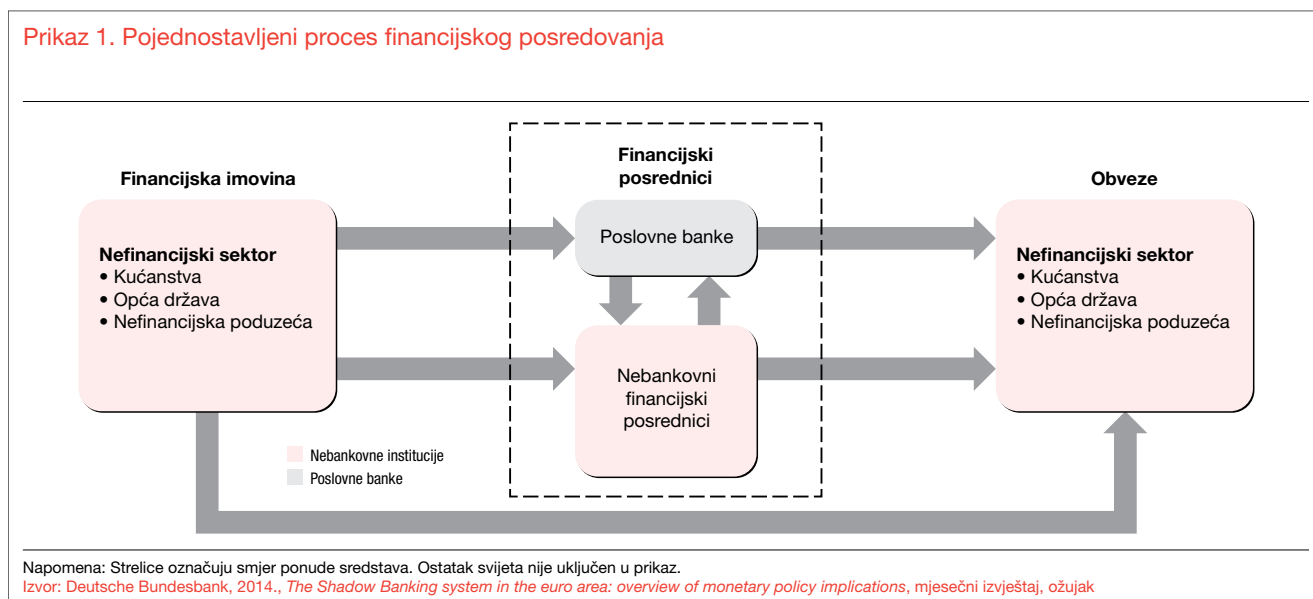 Prikaz 1. Pojednostavljeni proces financijskog posredovanja
Financijska imovina
Nefinancijski sektor
• Kućanstva
• Opća država
• Nefinancijska poduzeća
Financijski
posrednici
Poslovne banke
Nebankovni
financijski
posrednici
Obveze
Nefinancijski sektor
• Kućanstva
• Opća država
• Nefinancijska poduzeća
Nebankovne institucije
Poslovne banke
Napomena: Strelice označuju smjer ponude sredstava. Ostatak svijeta nije uključen u prikaz.
Izvor: Deutsche Bundesbank, 2014., The Shadow Banking system in the euro area: overview of monetary policy implications, mjesečni izvještaj, ožujak